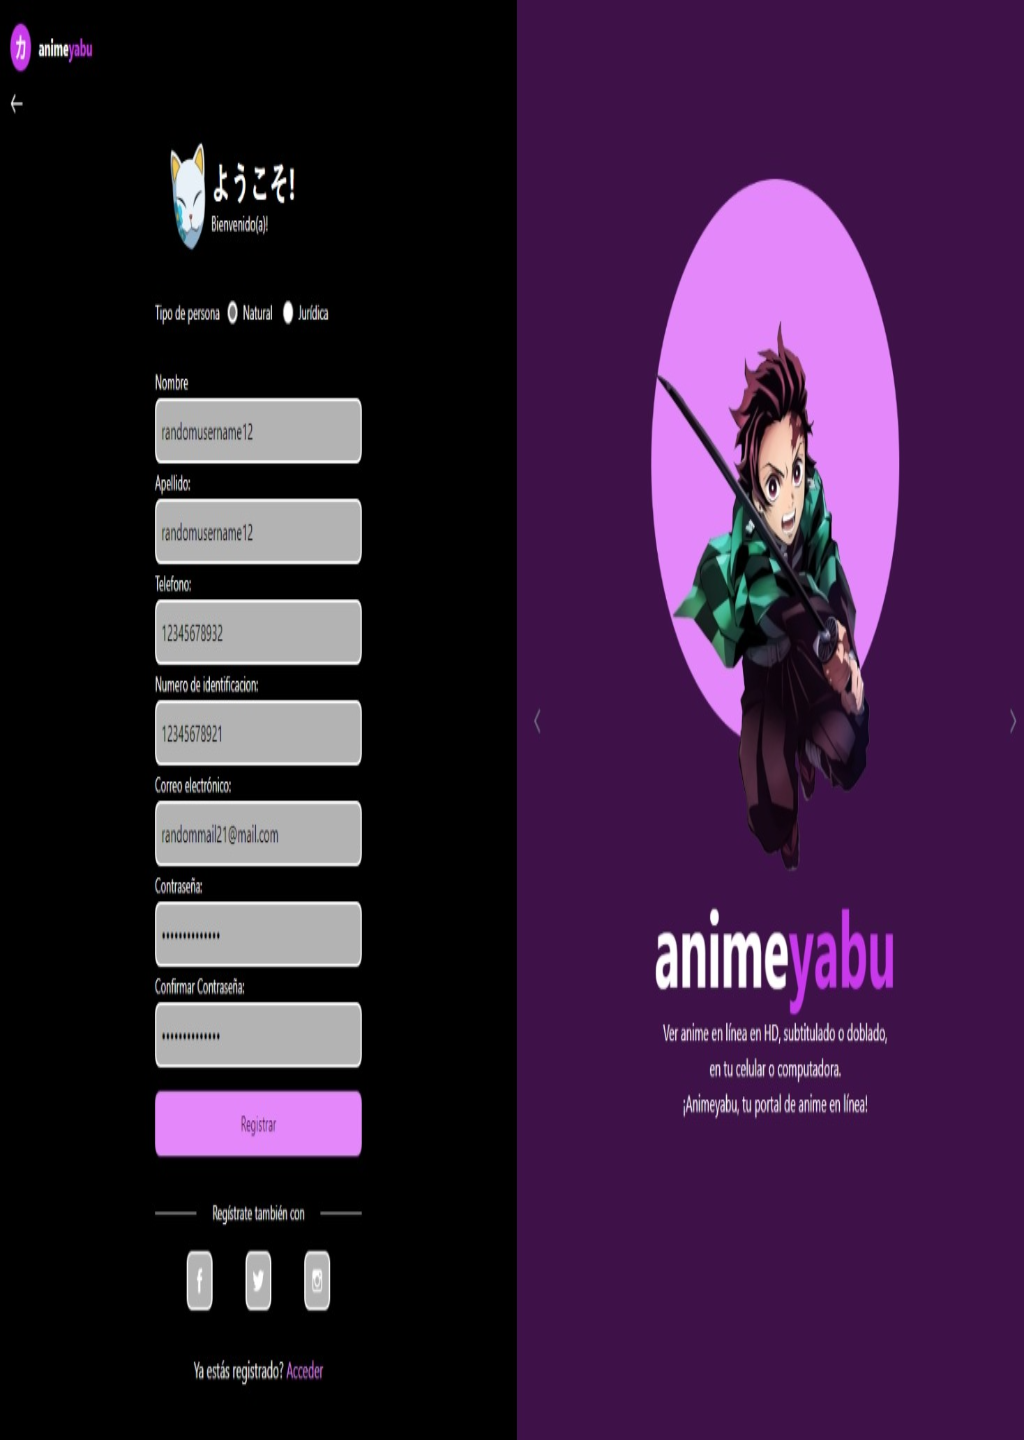 カ animeyabu
ようこそ!
Bienvenido(a)!
Tipo de persona Natural Jurídica
Nombre
randomusername12
Apellido:
randomusername12
Telefono:
12345678932
Numero de identificacion:
12345678921
Correo electrónico:
randommail21@mail.com
Contraseña:
••••••••••••••
Confirmar Contraseña:
••••••••••••••
Registrar
Regístrate también con
Ya estás registrado? Acceder
animeyabu
Ver anime en línea en HD, subtitulado o doblado,
en tu celular o computadora.
¡Animeyabu, tu portal de anime en línea!